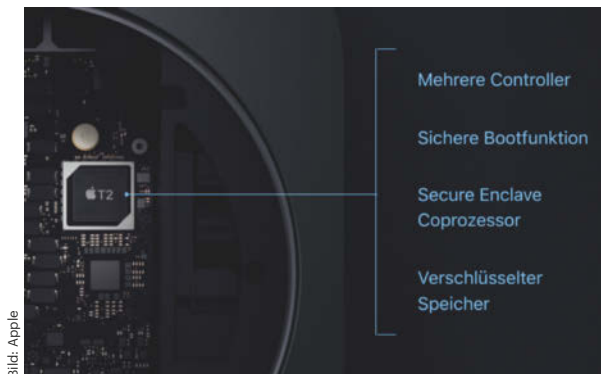 Mehrere Controller
Sichere Bootfunktion
Secure Enclave
Coprozessor
Verschlüsselter
Speicher
T2
Bild: Apple